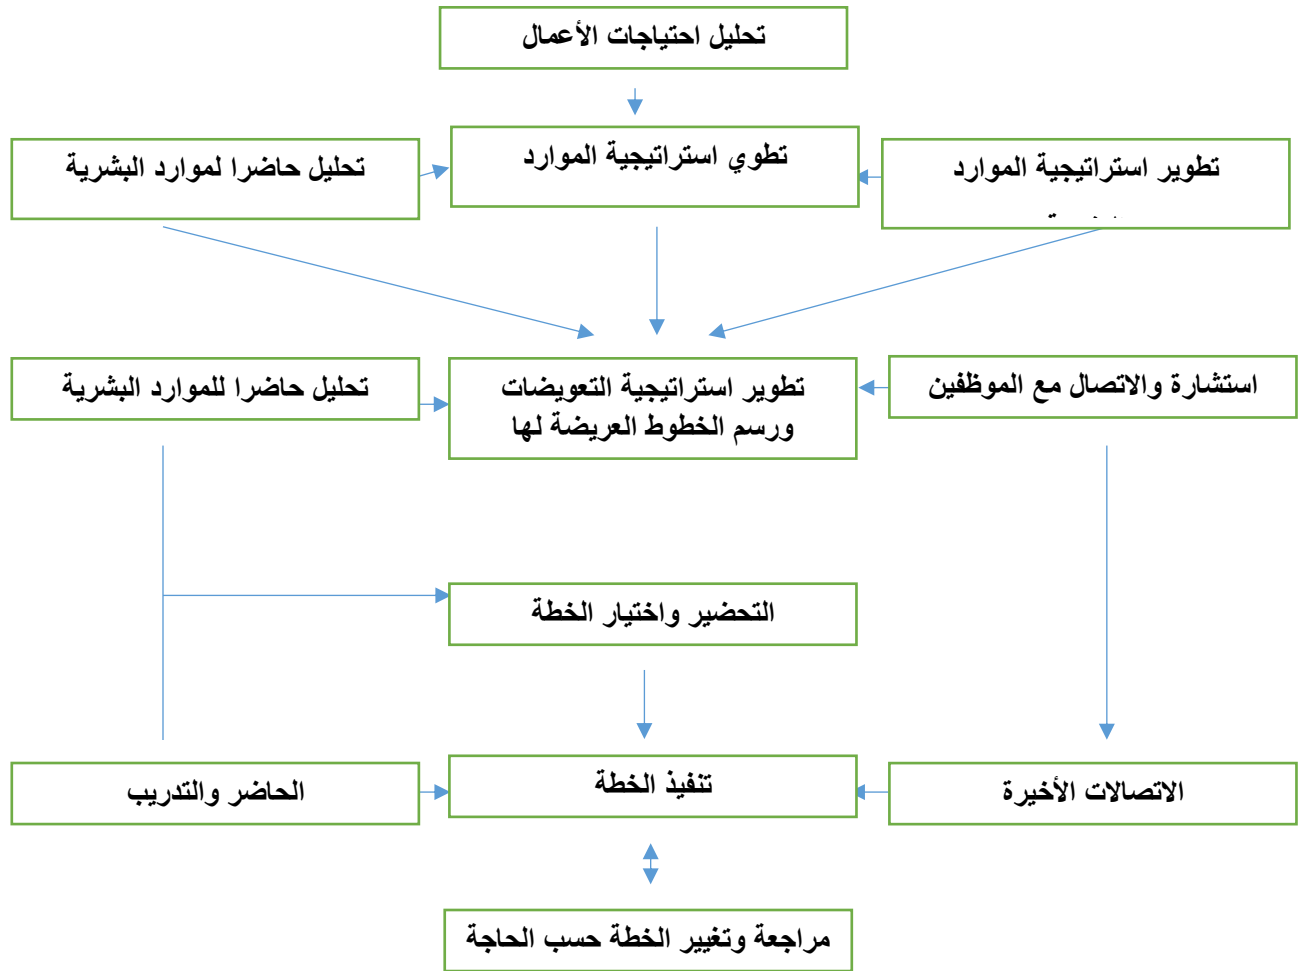 تحليل احتياجات الأعمال
تطوير استراتيجية الموارد
تطوي استراتيجية الموارد
تحليل حاضرا لموارد البشرية
استشارة والاتصال مع الموظفين
تطوير استراتيجية التعويضات
ورسم الخطوط العريضة لها
تحليل حاضرا للموارد البشرية
التحضير واختيار الخطة
الاتصالات الأخيرة
تنفيذ الخطة
الحاضر والتدريب
مراجعة وتغيير الخطة حسب الحاجة